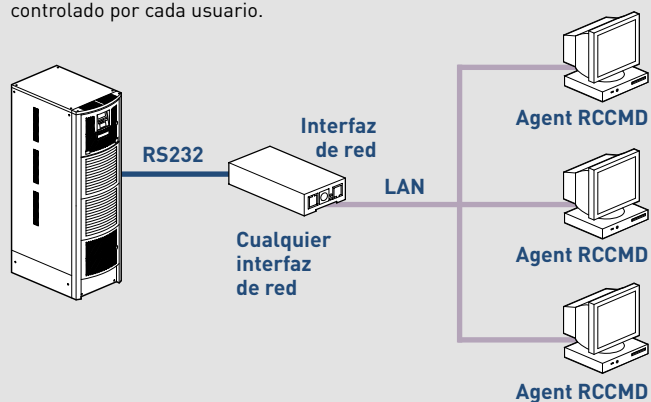 controlado por cada usuario.
RS232
Interfaz
de red
LAN
Cualquier
interfaz
de red
Agent RCCMD
Agent RCCMD
Agent RCCMD